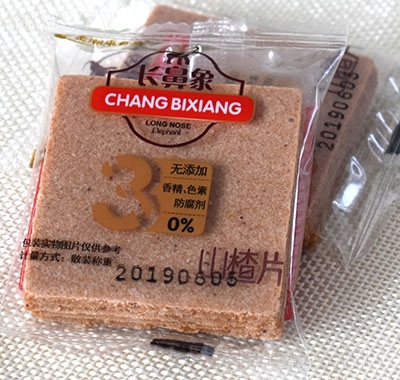 长鼻象
CHANG BIXIANG
LONG NOSE
Elephant
3
无添加
香精、色素
防腐剂
0%
包装实物图片仅供参考
计量方式：散装称重
山楂片
20190603
20190603